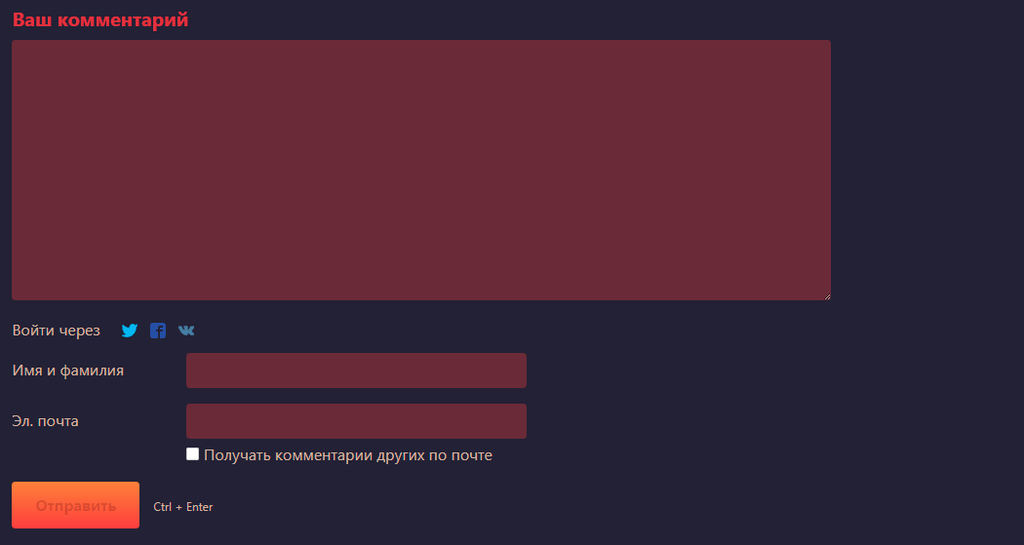 Ваш комментарий
Войти через
Имя и фамилия
Эл. почта
Получать комментарии других по почте
Отправить Ctrl + Enter